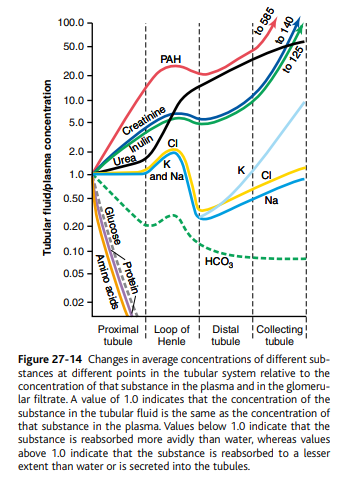 to 585
to 140
to 125
100.0
50.0
20.0
10.0
5.0
2.0
1.0
0.50
0.20
0.10
0.05
0.02
Tubular fluid/plasma concentration
PAH
Creatinine
Inulin
Urea
Cl
K
and Na
K
Cl
Na
HCO3
Glucose
Protein
Amino acids
Proximal
tubule
Loop of
Henle
Distal
tubule
Collecting
tubule
Figure 27-14 Changes in average concentrations of different sub-
stances at different points in the tubular system relative to the
concentration of that substance in the plasma and in the glomeru-
lar filtrate. A value of 1.0 indicates that the concentration of the
substance in the tubular fluid is the same as the concentration of
that substance in the plasma. Values below 1.0 indicate that the
substance is reabsorbed more avidly than water, whereas values
above 1.0 indicate that the substance is reabsorbed to a lesser
extent than water or is secreted into the tubules.